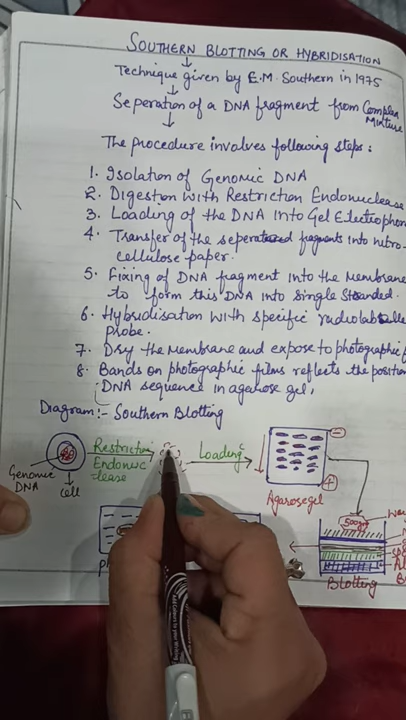 SOUTHERN BLOTTING OR HYBRIDISATION
Technique given by E.M. Southern in 1975
Seperation of a DNA fragment from Complex Mixture
The procedure involves following steps:
1. Isolation of Genomic DNA
2. Digestion with Restriction Endonuclease
3. Loading of the DNA into Gel Electrophor
4. Transfer of the seperated fragments into nitro-
cellulose paper.
5. Fixing of DNA fragment into the Membrane
to form this DNA into Single Stranded.
6. Hybridisation with specific radiolabelle
probe.
7. Dry the Membrane and expose to photographic
8. Bands on photographic films reflects the position
DNA sequence in agarose gel.
Diagram:- Southern Blotting
Restriction
Endonuc
-lease
Loading
Genomic
DNA
Cell
Agarose gel
500mg
Blotting